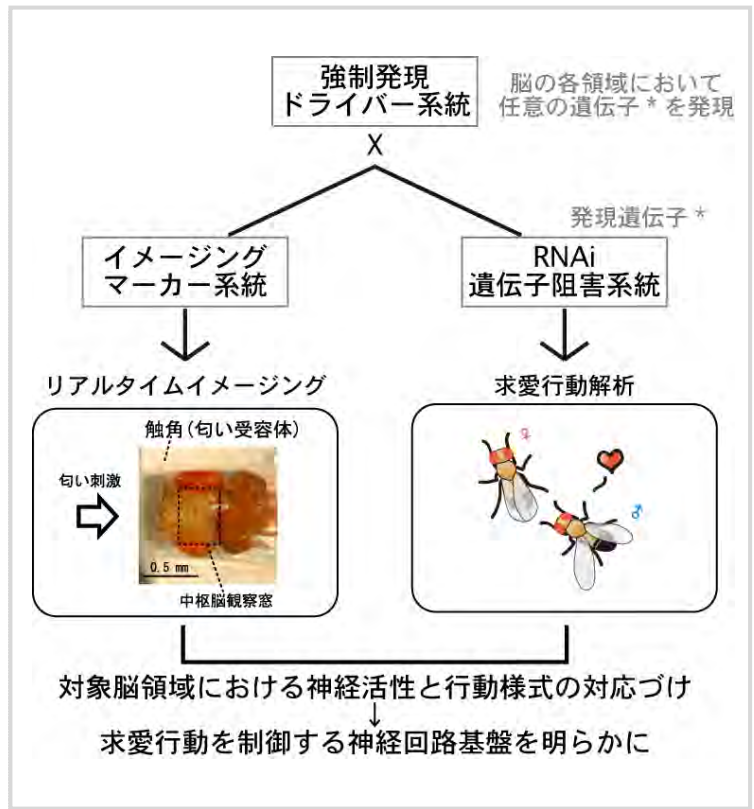 強制発現
ドライバー系統
脳の各領域において
任意の遺伝子 * を発現
X
発現遺伝子 *
イメージング
マーカー系統
RNAi
遺伝子阻害系統
リアルタイムイメージング
求愛行動解析
触角(匂い受容体)
匂い刺激
0.5 mm
中枢脳観察窓
♀
♂
対象脳領域における神経活性と行動様式の対応づけ
↓
求愛行動を制御する神経回路基盤を明らかに